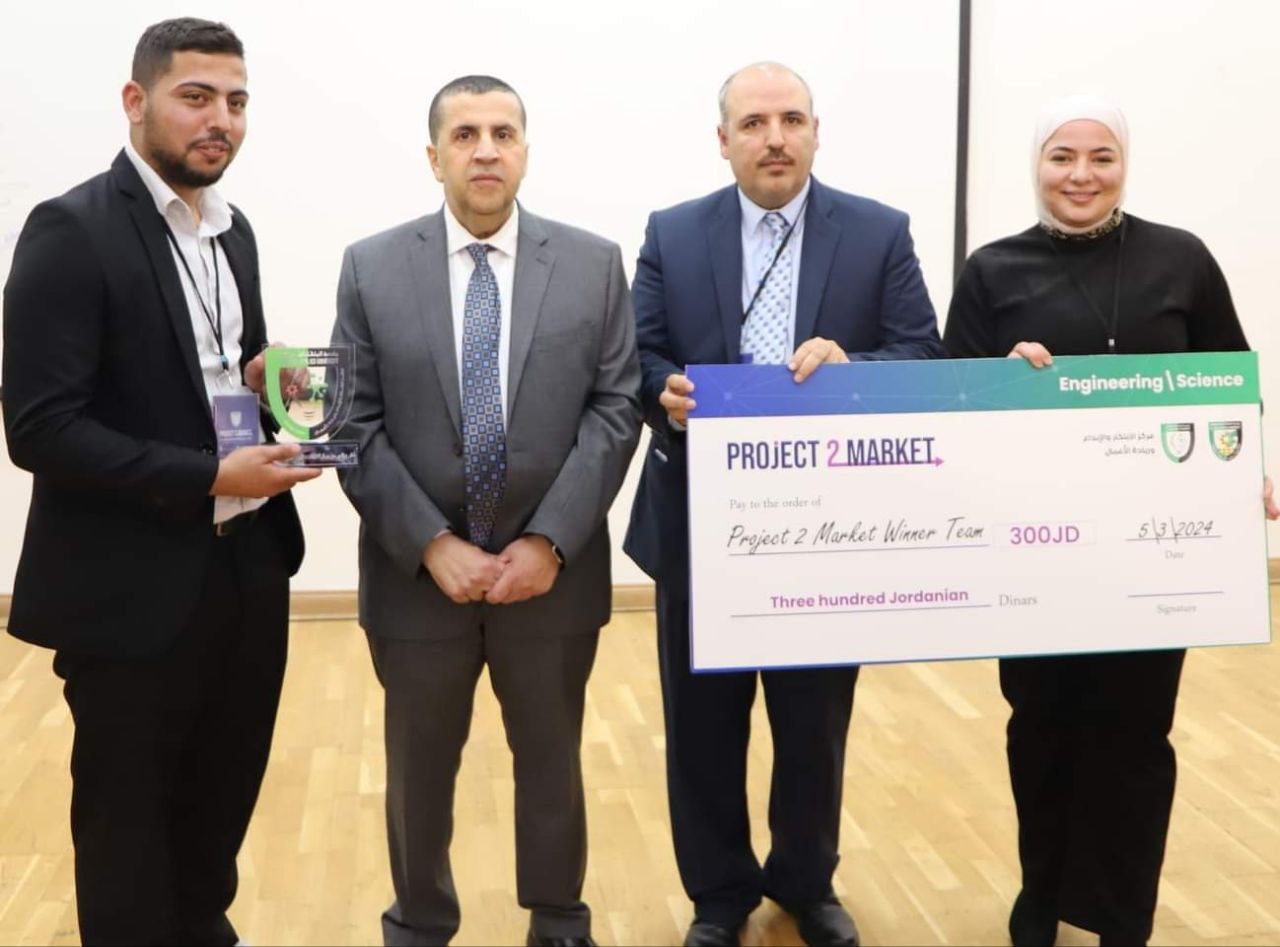 Engineering\Science
PROJECT 2 MARKET
مركز الابتكار والإبداع
وريادة الأعمال
Pay to the order of
Project 2 Market Winner Team
300JD
5\3\2024
Date
Three hundred Jordanian
Dinars
Signature